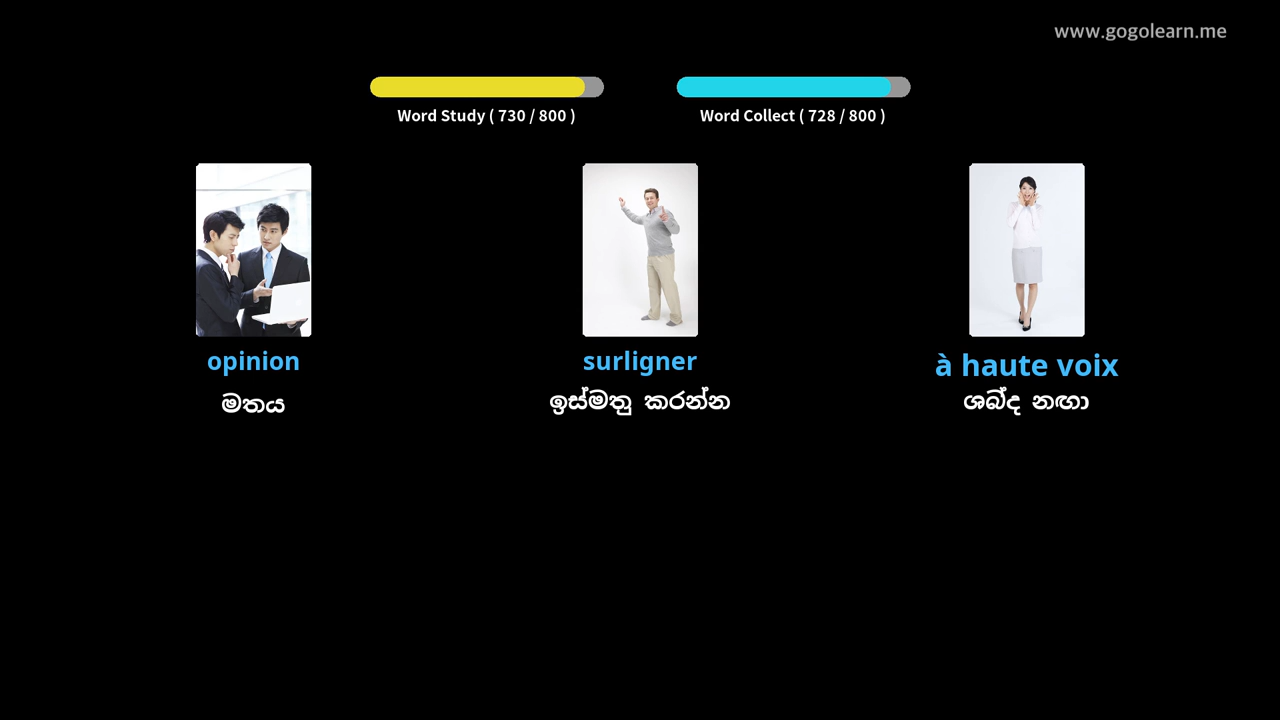 www.gogolearn.me
Word Study ( 730 / 800 )
Word Collect ( 728 / 800 )
opinion
මතය
surligner
ඉස්මතු කරන්න
à haute voix
ශබ්ද නඟා